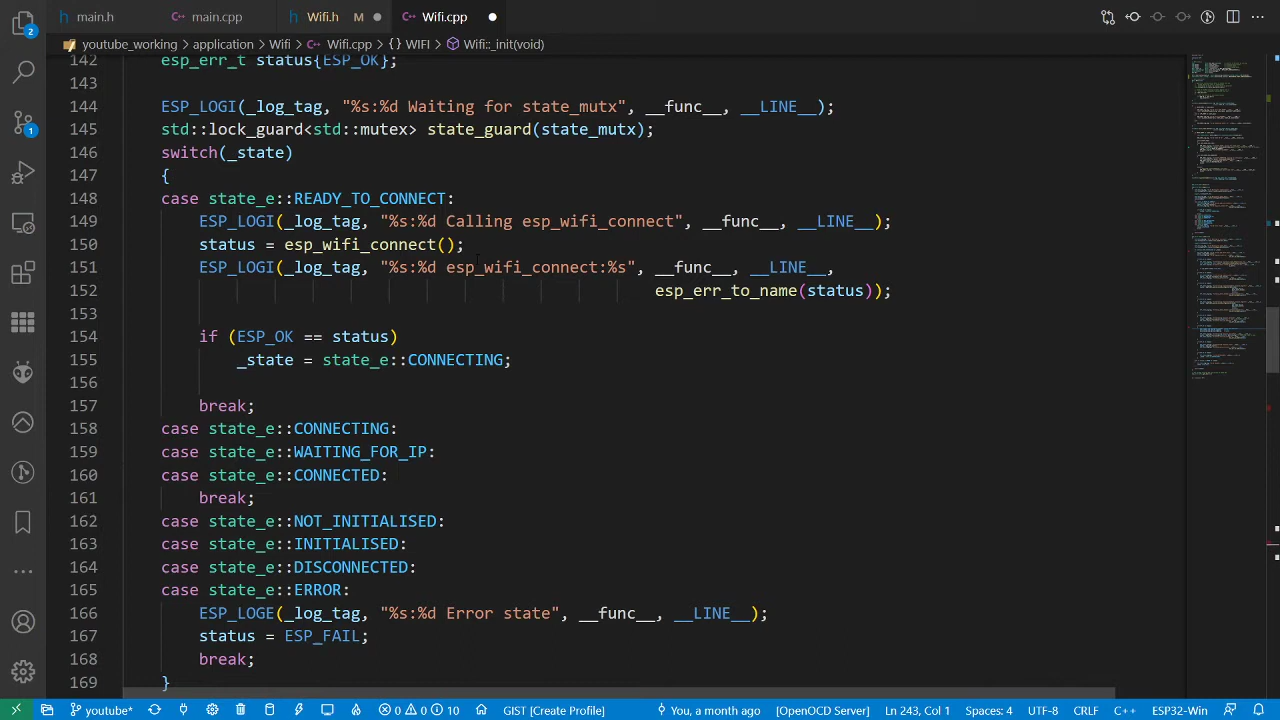 main.h
main.cpp
Wifi.h M
Wifi.cpp
youtube_working > application > Wifi > Wifi.cpp > {} WIFI > Wifi::_init(void)
142 esp_err_t status{ESP_OK};
143
144 ESP_LOGI(_log_tag, "%s:%d Waiting for state_mutx", __func__, __LINE__);
145 std::lock_guard<std::mutex> state_guard(state_mutx);
146 switch(_state)
147 {
148 case state_e::READY_TO_CONNECT:
149 ESP_LOGI(_log_tag, "%s:%d Calling esp_wifi_connect", __func__, __LINE__);
150 status = esp_wifi_connect();
151 ESP_LOGI(_log_tag, "%s:%d esp_wifi_connect:%s", __func__, __LINE__,
152 esp_err_to_name(status));
153
154 if (ESP_OK == status)
155 _state = state_e::CONNECTING;
156
157 break;
158 case state_e::CONNECTING:
159 case state_e::WAITING_FOR_IP:
160 case state_e::CONNECTED:
161 break;
162 case state_e::NOT_INITIALISED:
163 case state_e::INITIALISED:
164 case state_e::DISCONNECTED:
165 case state_e::ERROR:
166 ESP_LOGE(_log_tag, "%s:%d Error state", __func__, __LINE__);
167 status = ESP_FAIL;
168 break;
169 }
2
1
youtube* 0 0 10 GIST [Create Profile] You, a month ago [OpenOCD Server] Ln 243, Col 1 Spaces: 4 UTF-8 CRLF C++ ESP32-Win